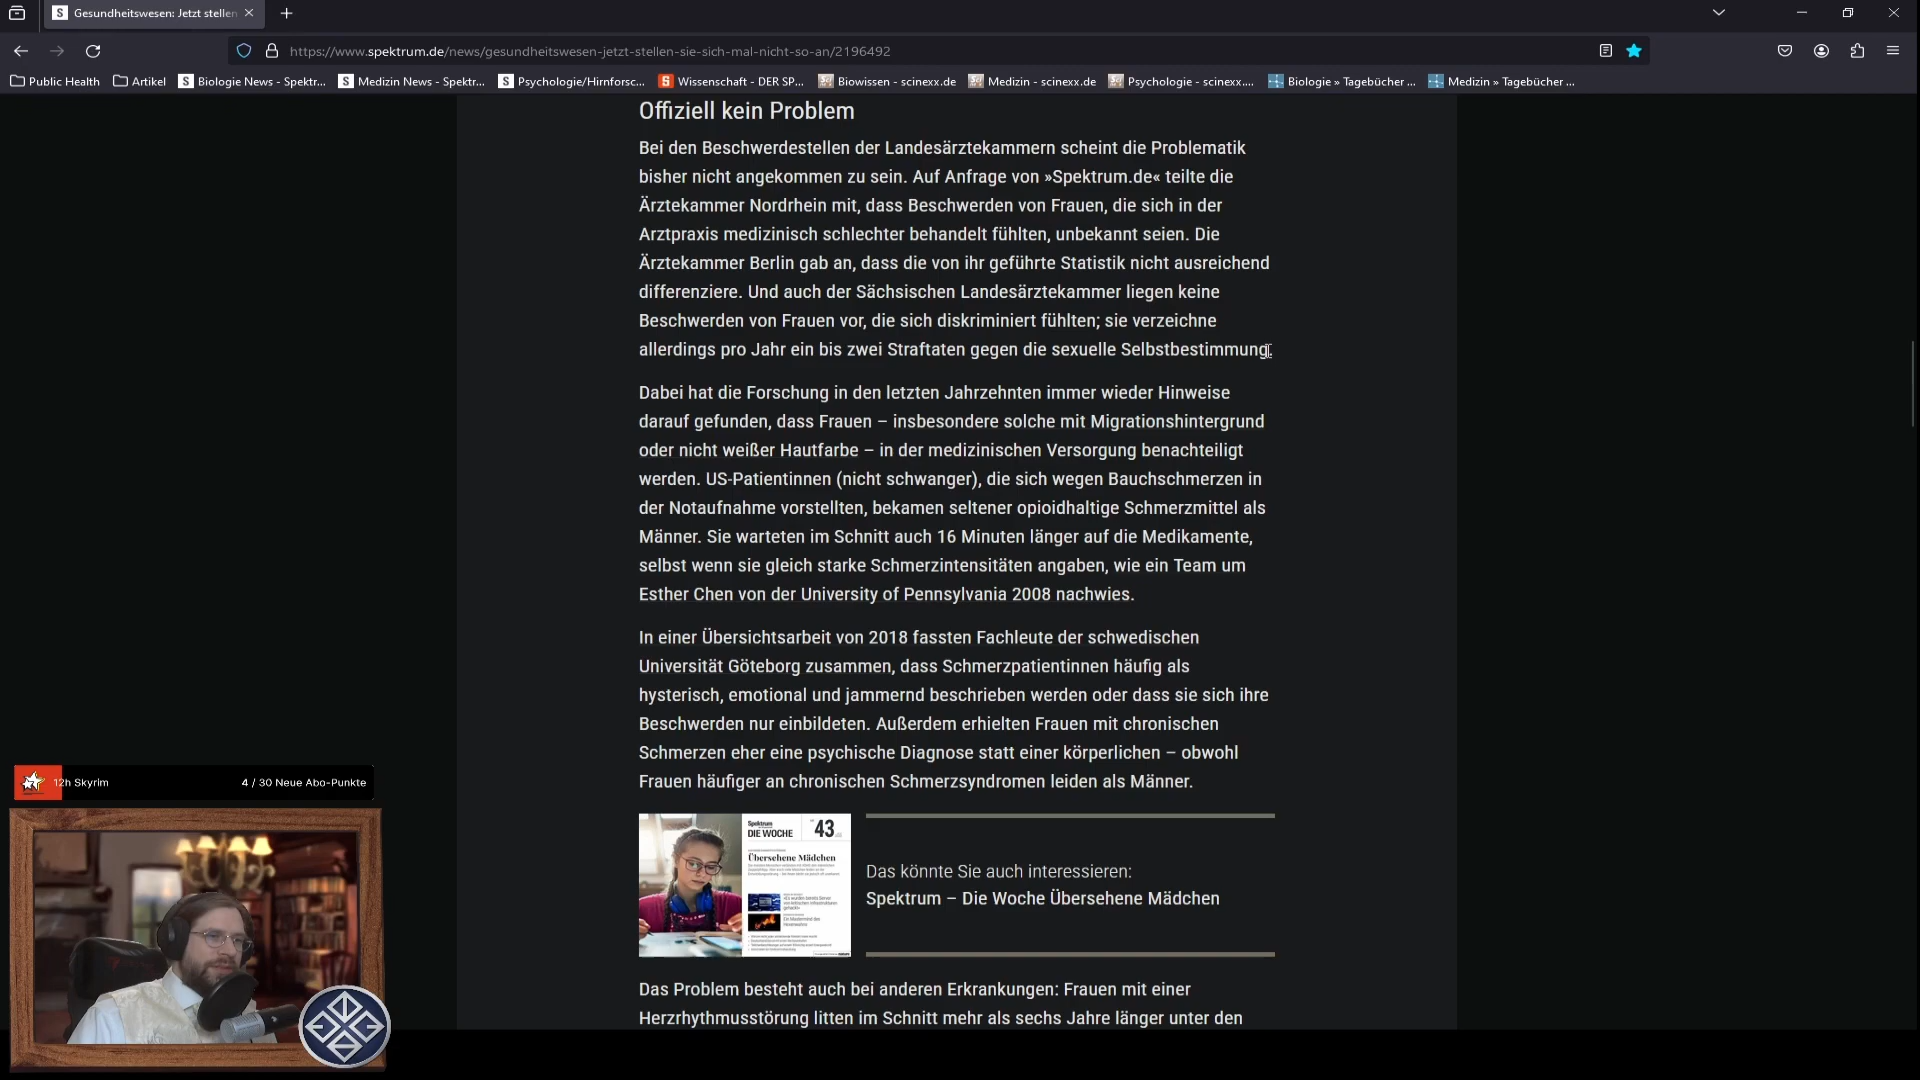 Gesundheitswesen: Jetzt stellen
https://www.spektrum.de/news/gesundheitswesen-jetzt-stellen-sie-sich-mal-nicht-so-an/2196492
Public Health
Artikel
Biologie News - Spektr...
Medizin News - Spektr...
Psychologie/Hirnforsc...
Wissenschaft - DER SP...
Biowissen - scinexx.de
Medizin - scinexx.de
Psychologie - scinexx....
Biologie » Tagebücher ...
Medizin » Tagebücher ...
Offiziell kein Problem
Bei den Beschwerdestellen der Landesärztekammern scheint die Problematik
bisher nicht angekommen zu sein. Auf Anfrage von »Spektrum.de« teilte die
Ärztekammer Nordrhein mit, dass Beschwerden von Frauen, die sich in der
Arztpraxis medizinisch schlechter behandelt fühlten, unbekannt seien. Die
Ärztekammer Berlin gab an, dass die von ihr geführte Statistik nicht ausreichend
differenziere. Und auch der Sächsischen Landesärztekammer liegen keine
Beschwerden von Frauen vor, die sich diskriminiert fühlten; sie verzeichne
allerdings pro Jahr ein bis zwei Straftaten gegen die sexuelle Selbstbestimmung.
Dabei hat die Forschung in den letzten Jahrzehnten immer wieder Hinweise
darauf gefunden, dass Frauen – insbesondere solche mit Migrationshintergrund
oder nicht weißer Hautfarbe – in der medizinischen Versorgung benachteiligt
werden. US-Patientinnen (nicht schwanger), die sich wegen Bauchschmerzen in
der Notaufnahme vorstellten, bekamen seltener opioidhaltige Schmerzmittel als
Männer. Sie warteten im Schnitt auch 16 Minuten länger auf die Medikamente,
selbst wenn sie gleich starke Schmerzintensitäten angaben, wie ein Team um
Esther Chen von der University of Pennsylvania 2008 nachwies.
In einer Übersichtsarbeit von 2018 fassten Fachleute der schwedischen
Universität Göteborg zusammen, dass Schmerzpatientinnen häufig als
hysterisch, emotional und jammernd beschrieben werden oder dass sie sich ihre
Beschwerden nur einbildeten. Außerdem erhielten Frauen mit chronischen
Schmerzen eher eine psychische Diagnose statt einer körperlichen – obwohl
Frauen häufiger an chronischen Schmerzsyndromen leiden als Männer.
12h Skyrim
4 / 30 Neue Abo-Punkte
Spektrum
DIE WOCHE
43
Übersehene Mädchen
Das könnte Sie auch interessieren:
Spektrum – Die Woche Übersehene Mädchen
Das Problem besteht auch bei anderen Erkrankungen: Frauen mit einer
Herzrhythmusstörung litten im Schnitt mehr als sechs Jahre länger unter den